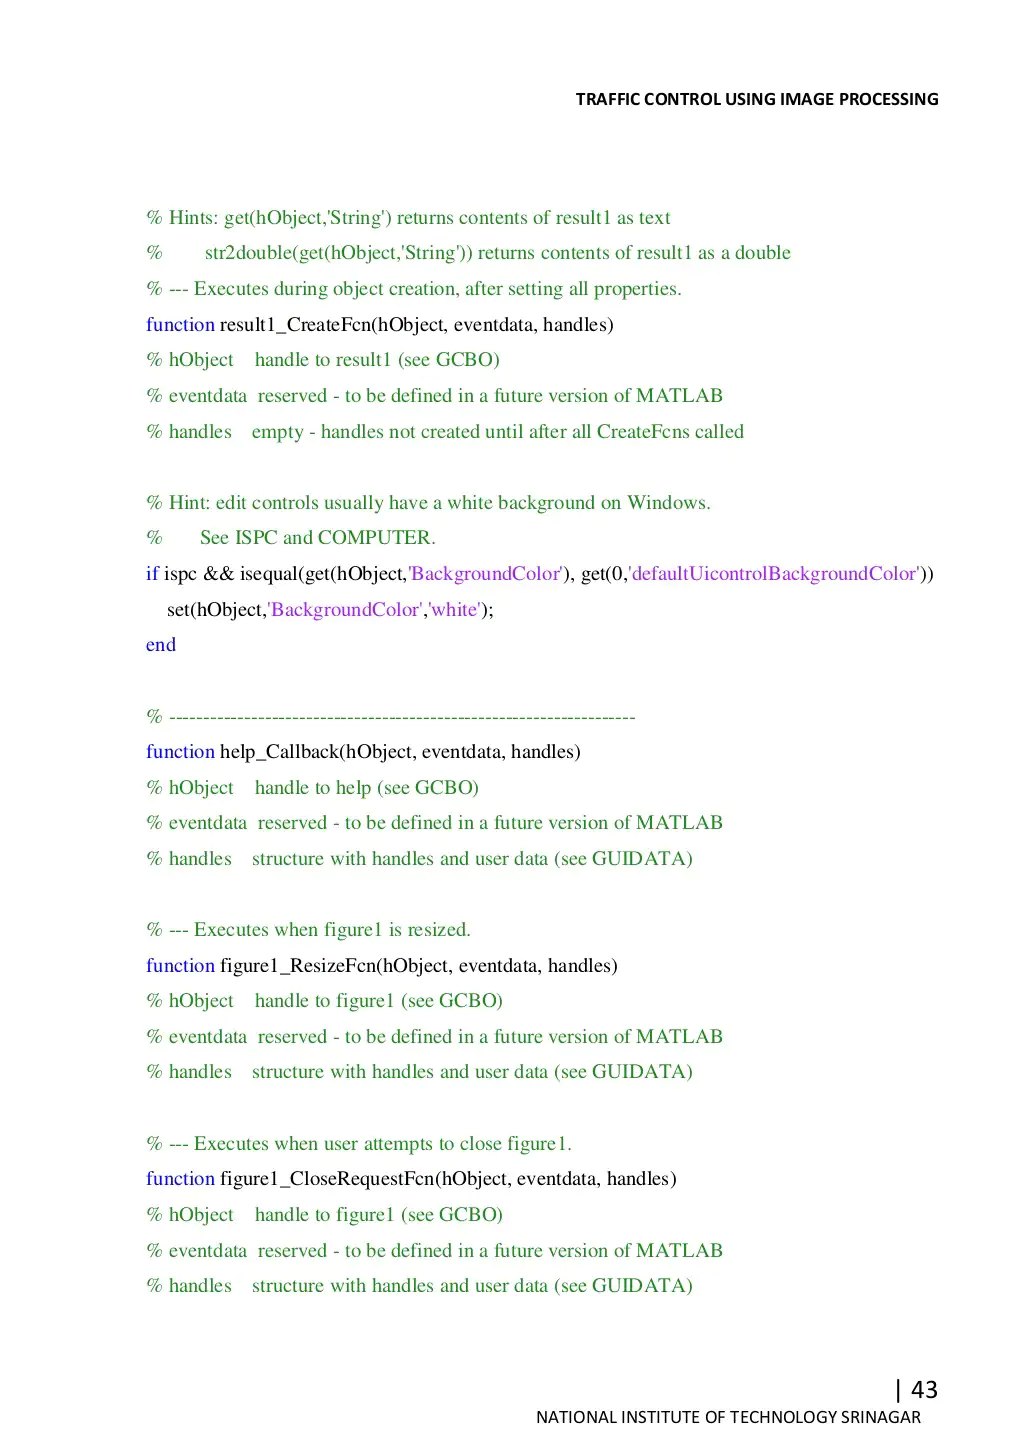 TRAFFIC CONTROL USING IMAGE PROCESSING
% Hints: get(hObject,'String') returns contents of result1 as text
%        str2double(get(hObject,'String')) returns contents of result1 as a double
% --- Executes during object creation, after setting all properties.
function result1_CreateFcn(hObject, eventdata, handles)
% hObject    handle to result1 (see GCBO)
% eventdata  reserved - to be defined in a future version of MATLAB
% handles    empty - handles not created until after all CreateFcns called
% Hint: edit controls usually have a white background on Windows.
%       See ISPC and COMPUTER.
if ispc && isequal(get(hObject,'BackgroundColor'), get(0,'defaultUicontrolBackgroundColor'))
    set(hObject,'BackgroundColor','white');
end
% --------------------------------------------------------------------
function help_Callback(hObject, eventdata, handles)
% hObject    handle to help (see GCBO)
% eventdata  reserved - to be defined in a future version of MATLAB
% handles    structure with handles and user data (see GUIDATA)
% --- Executes when figure1 is resized.
function figure1_ResizeFcn(hObject, eventdata, handles)
% hObject    handle to figure1 (see GCBO)
% eventdata  reserved - to be defined in a future version of MATLAB
% handles    structure with handles and user data (see GUIDATA)
% --- Executes when user attempts to close figure1.
function figure1_CloseRequestFcn(hObject, eventdata, handles)
% hObject    handle to figure1 (see GCBO)
% eventdata  reserved - to be defined in a future version of MATLAB
% handles    structure with handles and user data (see GUIDATA)
| 43
NATIONAL INSTITUTE OF TECHNOLOGY SRINAGAR